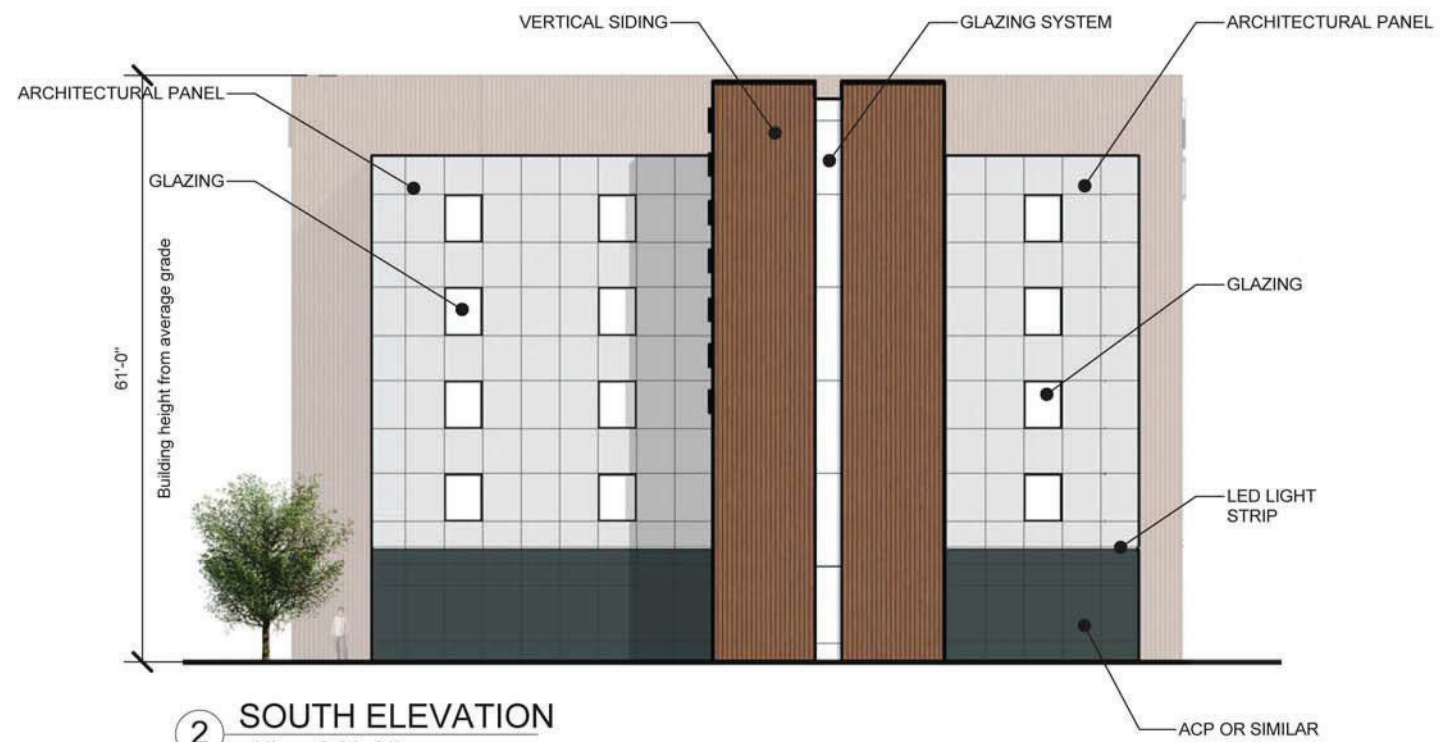 VERTICAL SIDING
GLAZING SYSTEM
ARCHITECTURAL PANEL
ARCHITECTURAL PANEL
GLAZING
Building height from average grade
61'-0"
GLAZING
LED LIGHT
STRIP
ACP OR SIMILAR
2 SOUTH ELEVATION